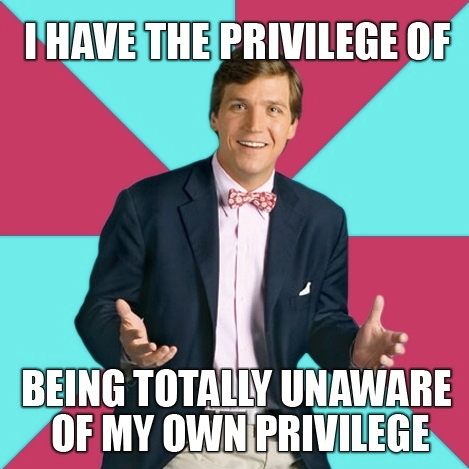 I HAVE THE PRIVILEGE OF
BEING TOTALLY UNAWARE
OF MY OWN PRIVILEGE